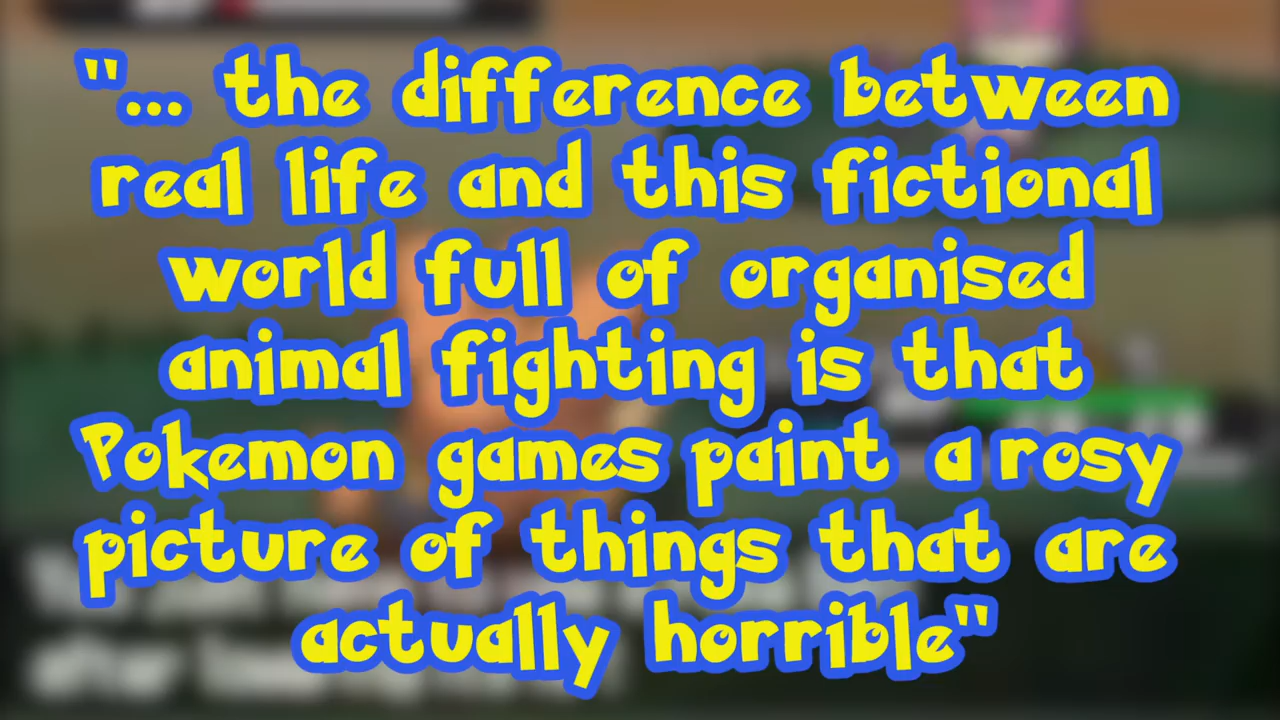 "... the difference between
real life and this fictional
world full of organised
animal fighting is that
Pokemon games paint a rosy
picture of things that are
actually horrible"